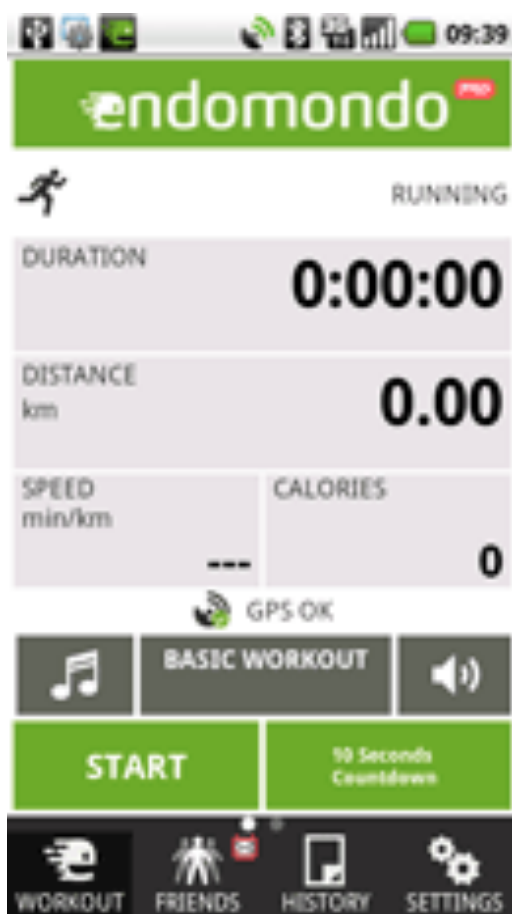 09:39
endomondo PRO
RUNNING
DURATION
0:00:00
DISTANCE
km
0.00
SPEED
min/km
---
CALORIES
0
GPS OK
BASIC WORKOUT
START
10 Seconds
Countdown
WORKOUT
FRIENDS
HISTORY
SETTINGS